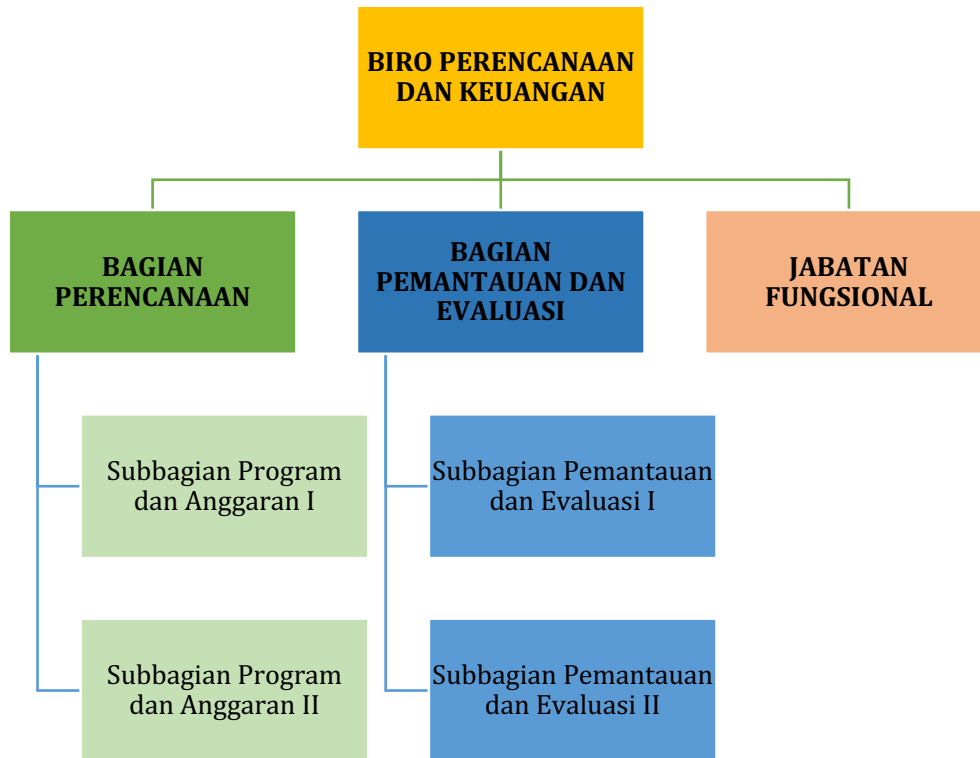 BIRO PERENCANAAN
DAN KEUANGAN
BAGIAN
PERENCANAAN
BAGIAN
PEMANTAUAN DAN
EVALUASI
JABATAN
FUNGSIONAL
Subbagian Program
dan Anggaran I
Subbagian Pemantauan
dan Evaluasi I
Subbagian Program
dan Anggaran II
Subbagian Pemantauan
dan Evaluasi II